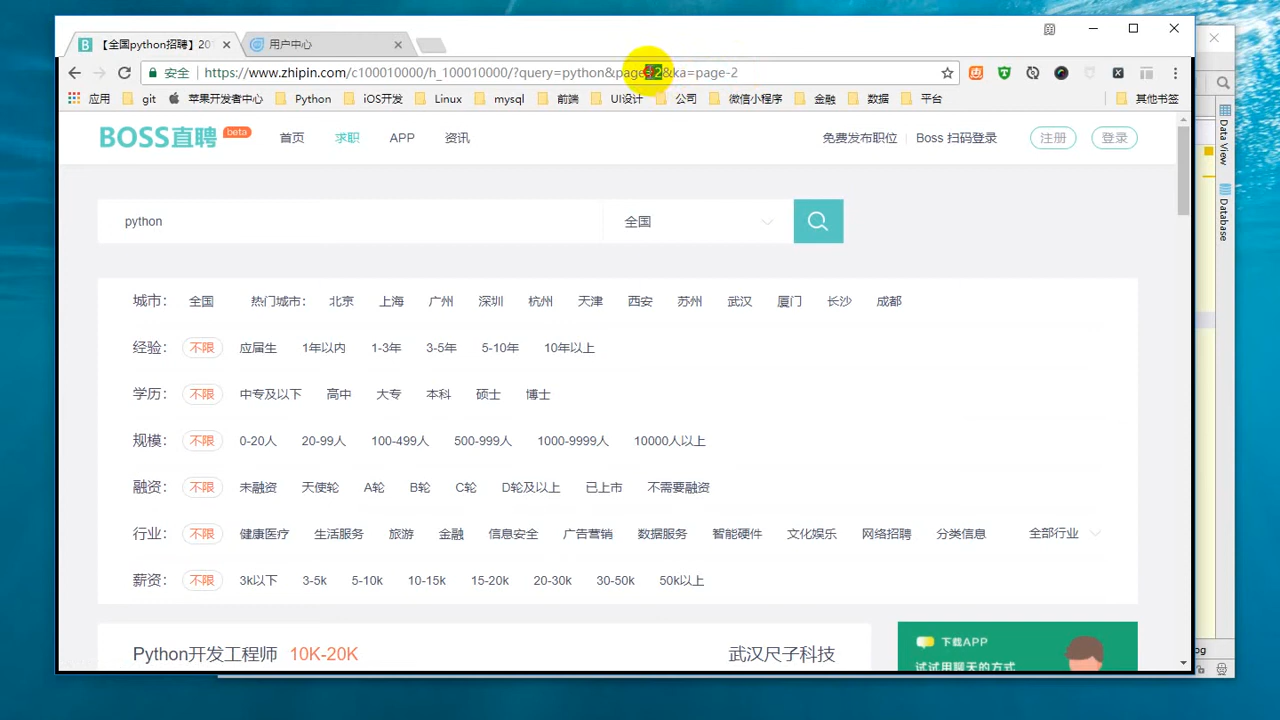 【全国python招聘】20
用户中心
安全 https://www.zhipin.com/c100010000/h_100010000/?query=python&page=2&ka=page-2
应用 git 苹果开发者中心 Python iOS开发 Linux mysql 前端 UI设计 公司 微信小程序 金融 数据 平台 其他书签
BOSS直聘 beta 首页 求职 APP 资讯 免费发布职位 Boss 扫码登录 注册 登录
python 全国
城市： 全国 热门城市： 北京 上海 广州 深圳 杭州 天津 西安 苏州 武汉 厦门 长沙 成都
经验： 不限 应届生 1年以内 1-3年 3-5年 5-10年 10年以上
学历： 不限 中专及以下 高中 大专 本科 硕士 博士
规模： 不限 0-20人 20-99人 100-499人 500-999人 1000-9999人 10000人以上
融资： 不限 未融资 天使轮 A轮 B轮 C轮 D轮及以上 已上市 不需要融资
行业： 不限 健康医疗 生活服务 旅游 金融 信息安全 广告营销 数据服务 智能硬件 文化娱乐 网络招聘 分类信息 全部行业
薪资： 不限 3k以下 3-5k 5-10k 10-15k 15-20k 20-30k 30-50k 50k以上
Python开发工程师 10K-20K 武汉尺子科技
下载APP
试试用聊天的方式
Data View
Database
og